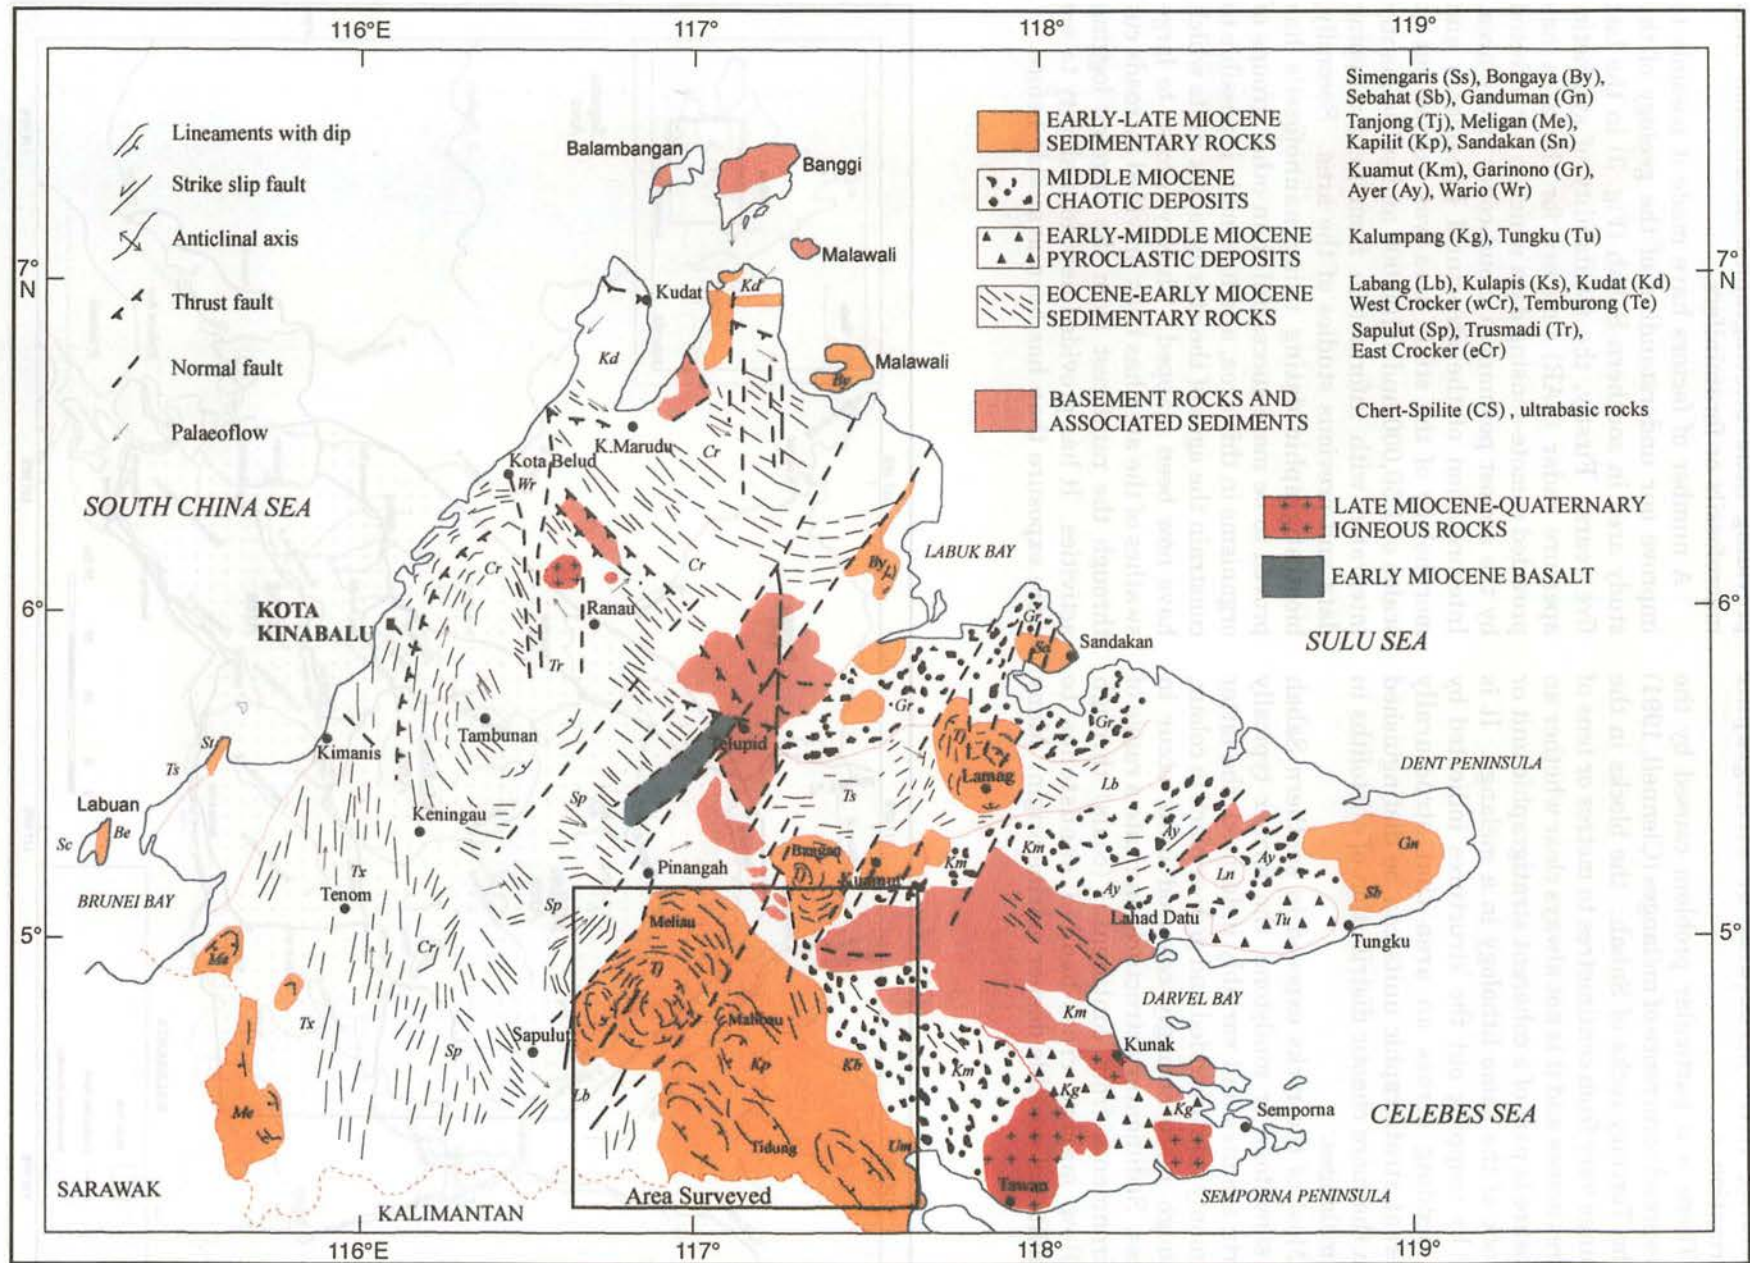 116°E
117°
118°
119°
Lineaments with dip
Strike slip fault
Anticlinal axis
Thrust fault
Normal fault
Palaeoflow
EARLY-LATE MIOCENE
SEDIMENTARY ROCKS
MIDDLE MIOCENE
CHAOTIC DEPOSITS
EARLY-MIDDLE MIOCENE
PYROCLASTIC DEPOSITS
EOCENE-EARLY MIOCENE
SEDIMENTARY ROCKS
BASEMENT ROCKS AND
ASSOCIATED SEDIMENTS
LATE MIOCENE-QUATERNARY
IGNEOUS ROCKS
EARLY MIOCENE BASALT
Simengaris (Ss), Bongaya (By),
Sebahat (Sb), Ganduman (Gn)
Tanjong (Tj), Meligan (Me),
Kapilit (Kp), Sandakan (Sn)
Kuamut (Km), Garinono (Gr),
Ayer (Ay), Wario (Wr)
Kalumpang (Kg), Tungku (Tu)
Labang (Lb), Kulapis (Ks), Kudat (Kd)
West Crocker (wCr), Temburong (Te)
Sapulut (Sp), Trusmadi (Tr),
East Crocker (eCr)
Chert-Spilite (CS) , ultrabasic rocks
Balambangan
Banggi
Malawali
7°
N
7°
N
Kudat
Kd
Kd
Malawali
By
K.Marudu
Cr
Kota Belud
Wr
SOUTH CHINA SEA
LABUK BAY
By
Cr
Cr
6°
6°
KOTA
KINABALU
Ranau
Tr
Gr
Sandakan
SULU SEA
Tambunan
Kimanis
Telupid
Gr
Gr
Tj
Lamag
DENT PENINSULA
Ts
Labuan
Be
Sc
Keningau
Sp
Ts
Lb
Ay
Gn
Sb
Ln
Ay
Ay
Km
Km
Tj
Pinangah
BRUNEI BAY
Tx
Tenom
Sp
Cr
Meliau
Lahad Datu
Tu
Tungku
5°
5°
Tj
DARVEL BAY
Km
Kunak
Tx
Sapulut
Sp
Kp
Km
Kg
Kg
Lb
Me
Semporna
CELEBES SEA
Tidung
Um
Tawau
SEMPORNA PENINSULA
SARAWAK
KALIMANTAN
Area Surveyed
116°E
117°
118°
119°